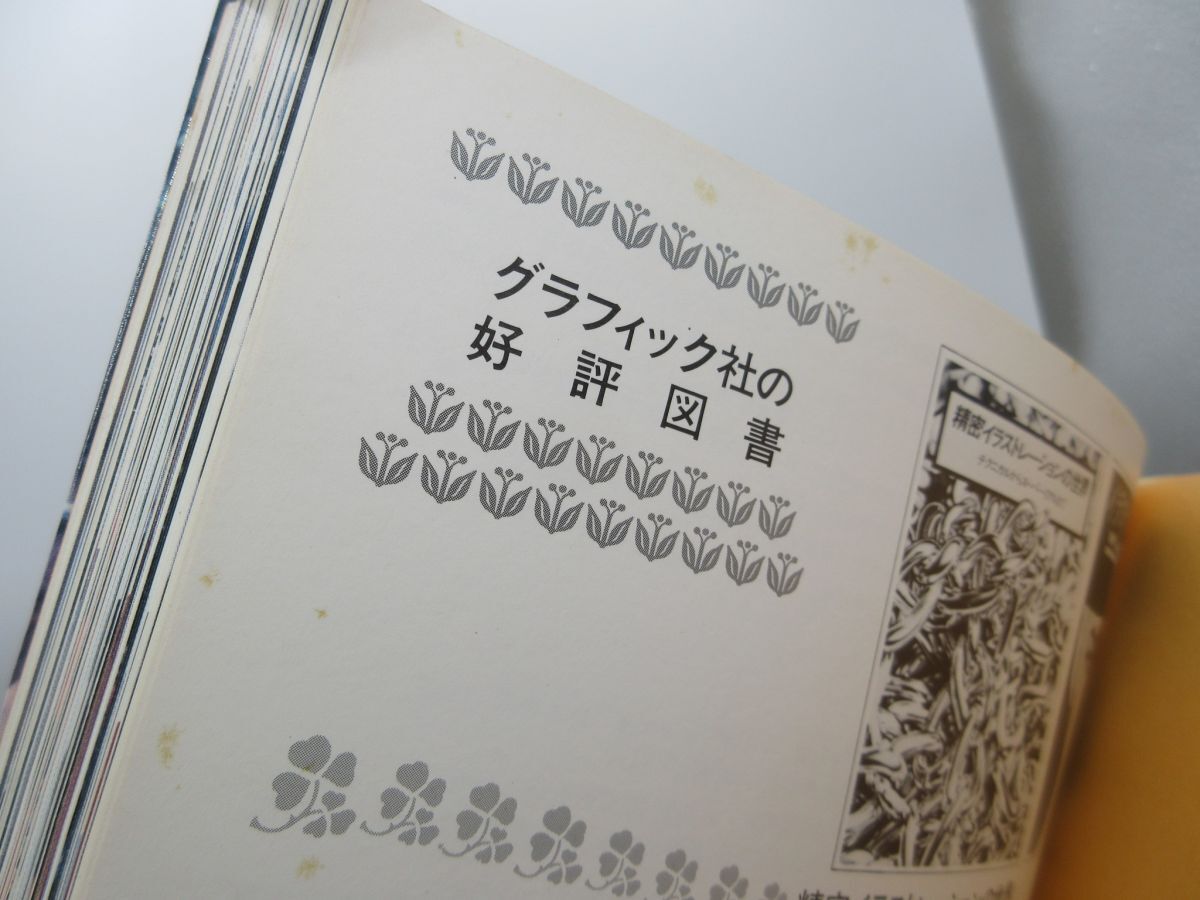 グラフィック社の
好評図書
精密イラストレーションの世界